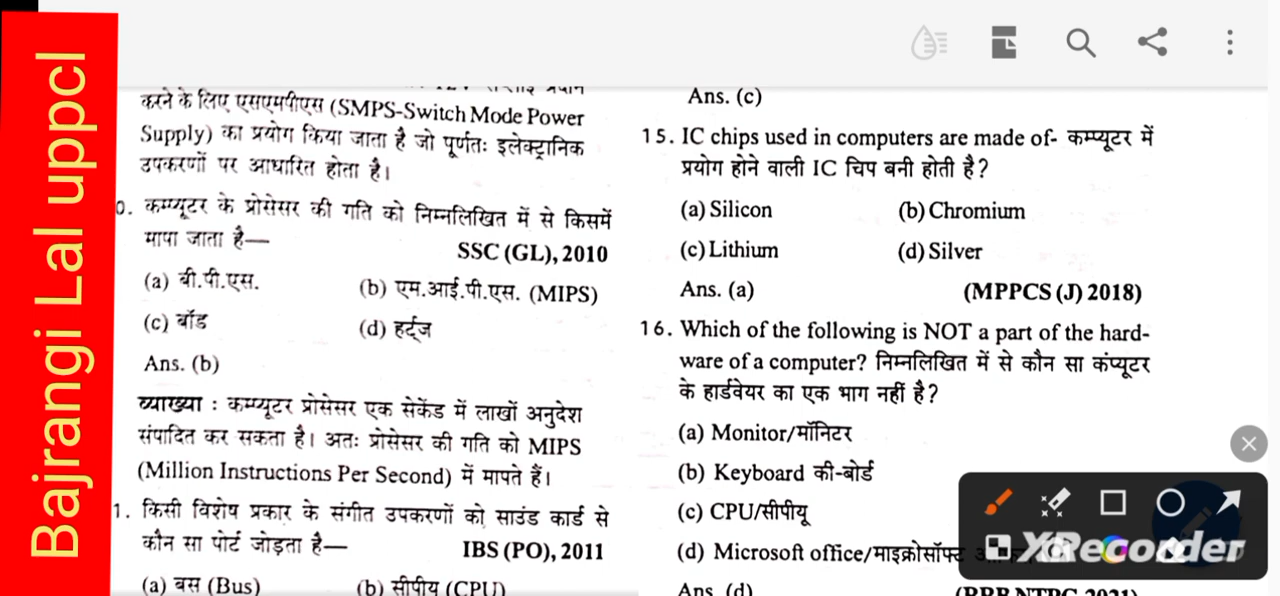 Bajrangi Lal uppcl
करने के लिए एसएमपीएस (SMPS-Switch Mode Power
Supply) का प्रयोग किया जाता है जो पूर्णतः इलेक्ट्रानिक
उपकरणों पर आधारित होता है।
0. कम्प्यूटर के प्रोसेसर की गति को निम्नलिखित में से किसमें
मापा जाता है—
SSC (GL), 2010
(a) बी.पी.एस. (b) एम.आई.पी.एस. (MIPS)
(c) बॉड (d) हर्ट्ज
Ans. (b)
व्याख्या : कम्प्यूटर प्रोसेसर एक सेकेंड में लाखों अनुदेश
संपादित कर सकता है। अतः प्रोसेसर की गति को MIPS
(Million Instructions Per Second) में मापते हैं।
1. किसी विशेष प्रकार के संगीत उपकरणों को साउंड कार्ड से
कौन सा पोर्ट जोड़ता है—
IBS (PO), 2011
(a) बस (Bus) (b) सीपीय (CPU)
Ans. (c)
15. IC chips used in computers are made of- कम्प्यूटर में
प्रयोग होने वाली IC चिप बनी होती है?
(a) Silicon (b) Chromium
(c) Lithium (d) Silver
Ans. (a) (MPPCS (J) 2018)
16. Which of the following is NOT a part of the hard-
ware of a computer? निम्नलिखित में से कौन सा कंप्यूटर
के हार्डवेयर का एक भाग नहीं है?
(a) Monitor/मॉनिटर
(b) Keyboard की-बोर्ड
(c) CPU/सीपीयू
(d) Microsoft office/माइक्रोसॉफ्ट
Ans. (d) (RRB NTPC 2021)
XRecorder